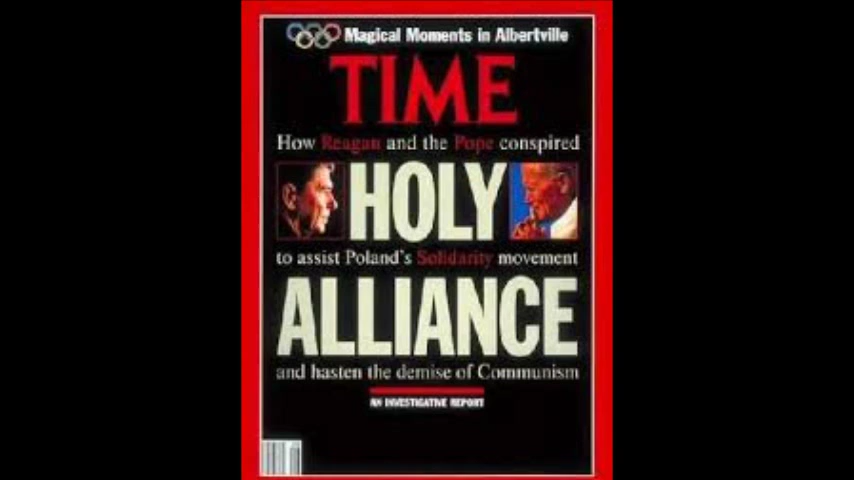 Magical Moments in Albertville
TIME
How Reagan and the Pope conspired
HOLY
to assist Poland's Solidarity movement
ALLIANCE
and hasten the demise of Communism
AN INVESTIGATIVE REPORT